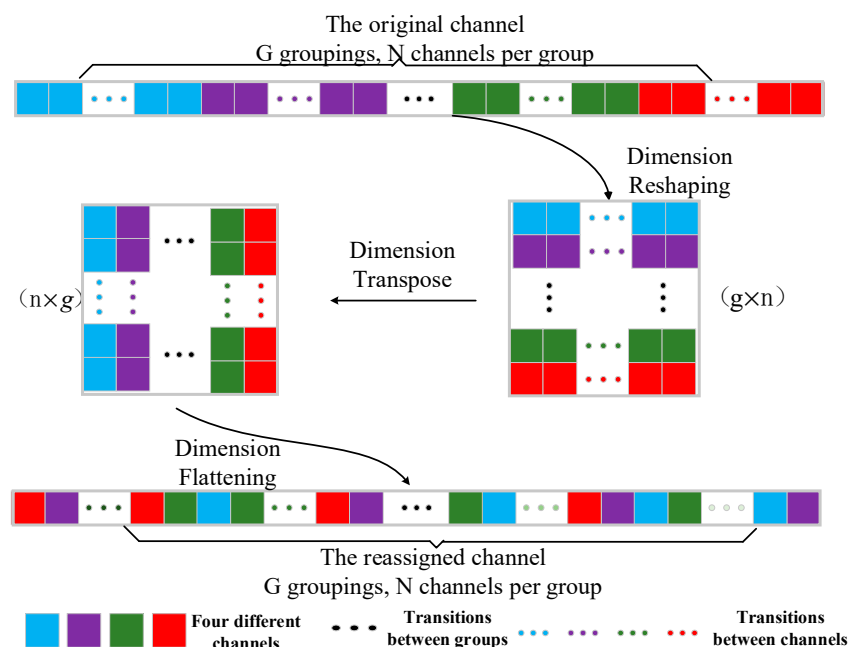 The original channel
G groupings, N channels per group
Dimension
Reshaping
Dimension
Transpose
(n×g)
(g×n)
Dimension
Flattening
The reassigned channel
G groupings, N channels per group
Four different
channels
Transitions
between groups
Transitions
between channels